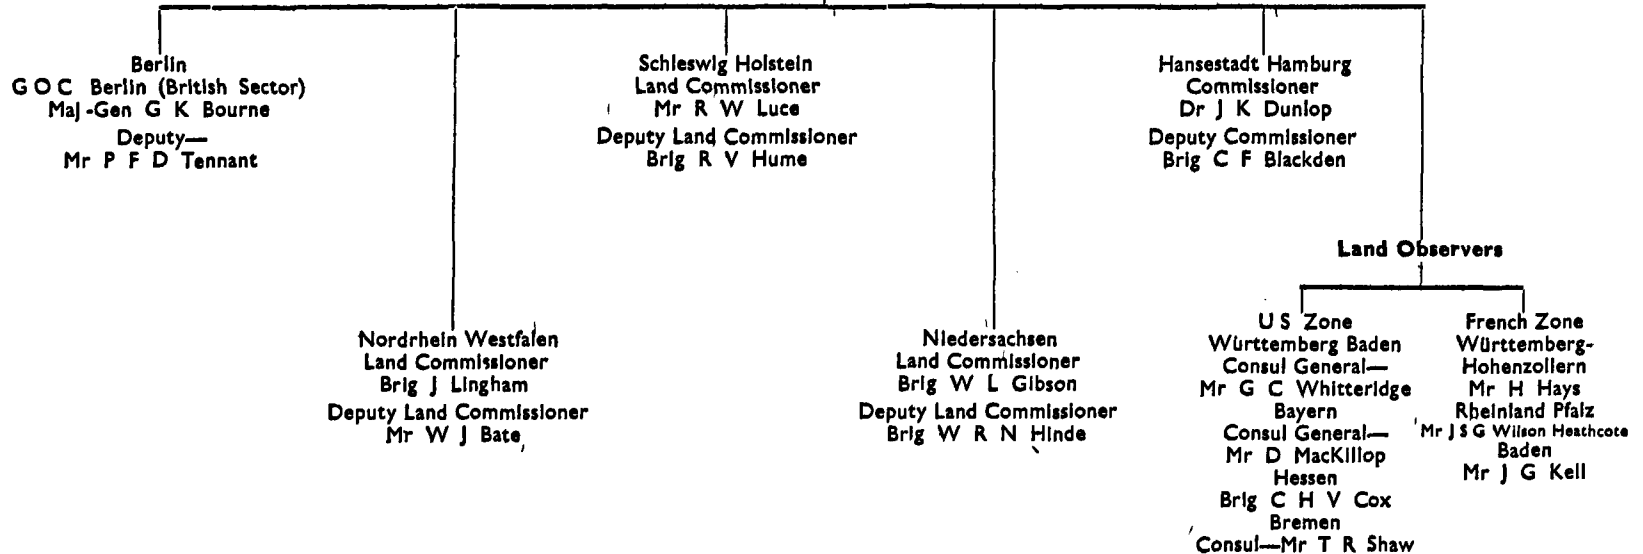 Berlin
G O C Berlin (British Sector)
Maj-Gen G K Bourne
Deputy—
Mr P F D Tennant
Schleswig Holstein
Land Commissioner
Mr R W Luce
Deputy Land Commissioner
Brig R V Hume
Hansestadt Hamburg
Commissioner
Dr J K Dunlop
Deputy Commissioner
Brig C F Blackden
Nordrhein Westfalen
Land Commissioner
Brig J Lingham
Deputy Land Commissioner
Mr W J Bate
Niedersachsen
Land Commissioner
Brig W L Gibson
Deputy Land Commissioner
Brig W R N Hinde
Land Observers
U S Zone
Württemberg Baden
Consul General—
Mr G C Whitteridge
Bayern
Consul General—
Mr D MacKillop
Hessen
Brig C H V Cox
Bremen
Consul—Mr T R Shaw
French Zone
Württemberg-
Hohenzollern
Mr H Hays
Rheinland Pfalz
Mr J S G Wilson Heathcote
Baden
Mr J G Kell